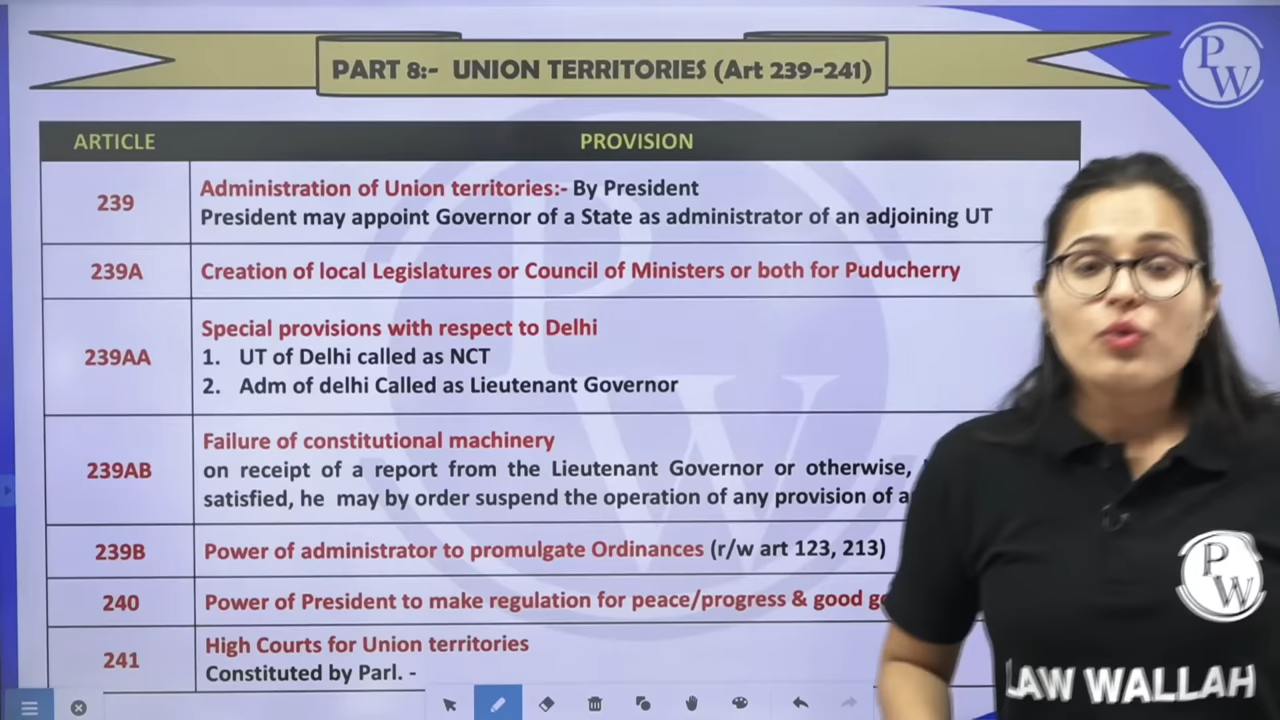 PART 8:- UNION TERRITORIES (Art 239-241)
PW
ARTICLE PROVISION
239 Administration of Union territories:- By President
President may appoint Governor of a State as administrator of an adjoining UT
239A Creation of local Legislatures or Council of Ministers or both for Puducherry
239AA Special provisions with respect to Delhi
1. UT of Delhi called as NCT
2. Adm of delhi Called as Lieutenant Governor
239AB Failure of constitutional machinery
on receipt of a report from the Lieutenant Governor or otherwise,
satisfied, he may by order suspend the operation of any provision of
239B Power of administrator to promulgate Ordinances (r/w art 123, 213)
240 Power of President to make regulation for peace/progress & good
241 High Courts for Union territories
Constituted by Parl. -
PW
PW
LAW WALLAH